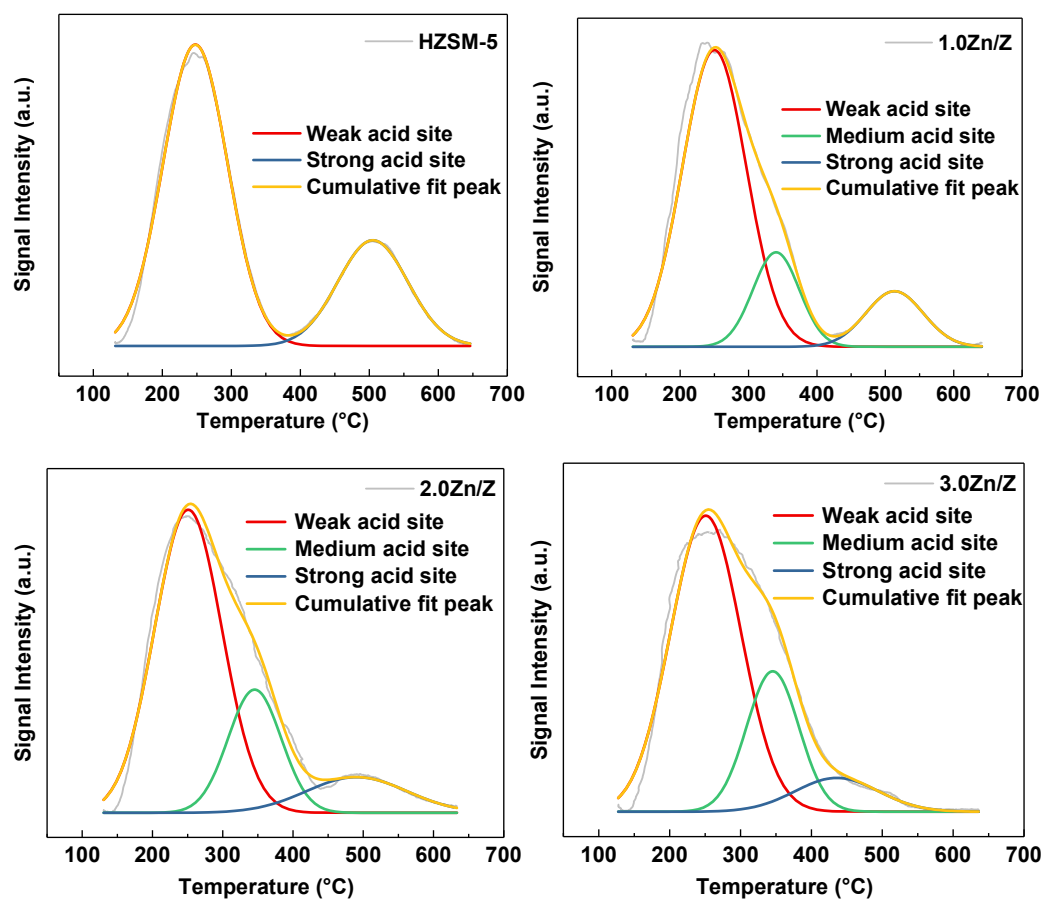 HZSM-5
Weak acid site
Strong acid site
Cumulative fit peak
Signal Intensity (a.u.)
100 200 300 400 500 600 700
Temperature (°C)
1.0Zn/Z
Weak acid site
Medium acid site
Strong acid site
Cumulative fit peak
Signal Intensity (a.u.)
100 200 300 400 500 600 700
Temperature (°C)
2.0Zn/Z
Weak acid site
Medium acid site
Strong acid site
Cumulative fit peak
Signal Intensity (a.u.)
100 200 300 400 500 600 700
Temperature (°C)
3.0Zn/Z
Weak acid site
Medium acid site
Strong acid site
Cumulative fit peak
Signal Intensity (a.u.)
100 200 300 400 500 600 700
Temperature (°C)